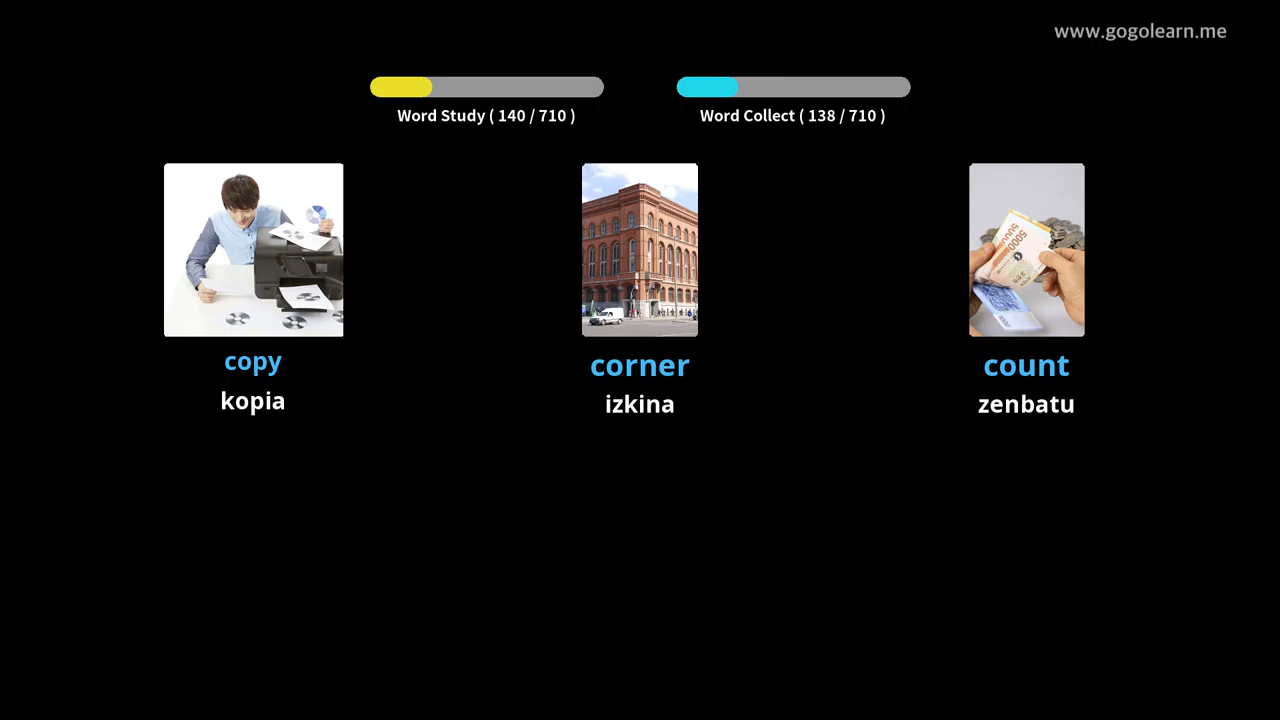 www.gogolearn.me
Word Study ( 140 / 710 )
Word Collect ( 138 / 710 )
copy
kopia
corner
izkina
count
zenbatu